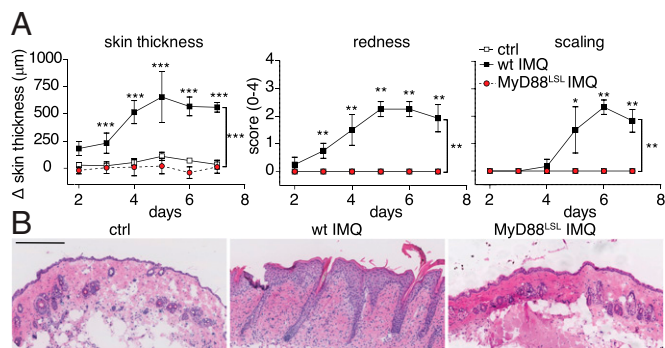 A
skin thickness
redness
scaling
ctrl
wt IMQ
MyD88LSL IMQ
Δ skin thickness (μm)
1000
750
500
250
0
***
***
***
***
***
***
2
4
6
8
days
score (0-4)
4
3
2
1
0
**
**
**
**
**
**
2
4
6
8
days
*
**
**
**
2
4
6
8
days
B
ctrl
wt IMQ
MyD88LSL IMQ